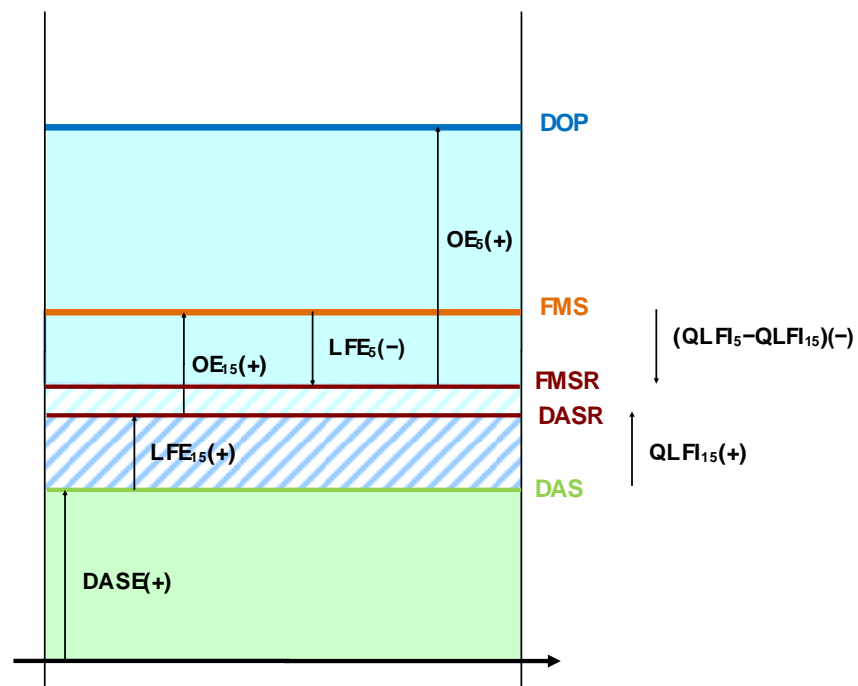 DOP
OE₅(+)
FMS
(QLFI₅−QLFI₁₅)(−)
LFE₅(−)
OE₁₅(+)
FMSR
DASR
LFE₁₅(+)
QLFI₁₅(+)
DAS
DASE(+)